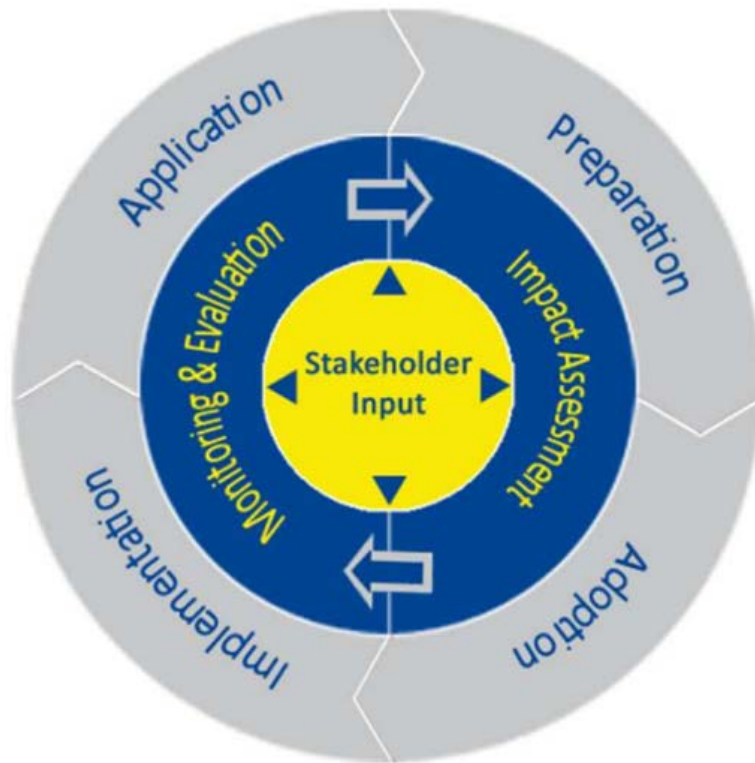 Application
Preparation
Adoption
Implementation
Monitoring & Evaluation
Impact Assessment
Stakeholder
Input